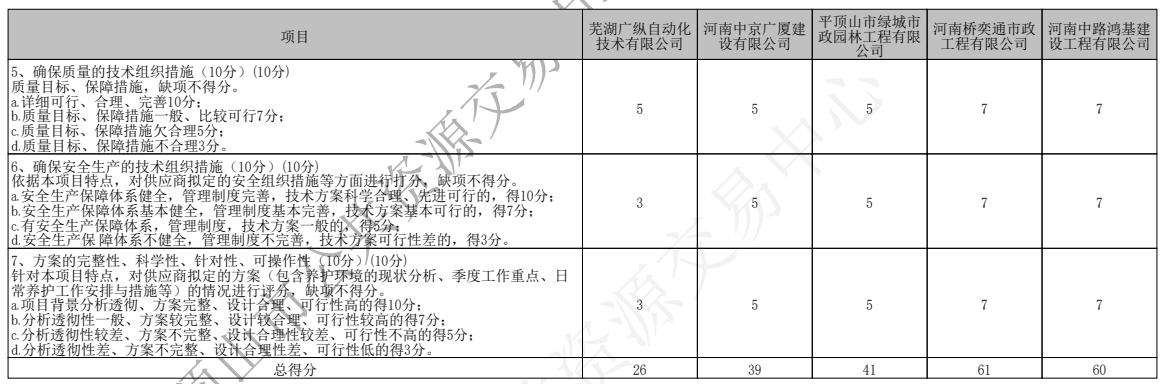 项目 芜湖广纵自动化技术有限公司 河南中京广厦建设有限公司 平顶山市绿城市政园林工程有限公司 河南桥奕通市政工程有限公司 河南中路鸿基建设工程有限公司
5、确保质量的技术组织措施（10分）(10分)
质量目标、保障措施，缺项不得分。
a.详细可行、合理、完善10分；
b.质量目标、保障措施一般、比较可行7分；
c.质量目标、保障措施欠合理5分；
d.质量目标、保障措施不合理3分。
5 5 5 7 7
6、确保安全生产的技术组织措施（10分）(10分)
依据本项目特点，对供应商拟定的安全组织措施等方面进行打分，缺项不得分。
a.安全生产保障体系健全，管理制度完善，技术方案科学合理、先进可行的，得10分；
b.安全生产保障体系基本健全，管理制度基本完善，技术方案基本可行的，得7分；
c.有安全生产保障体系，管理制度，技术方案一般的，得5分；
d.安全生产保 障体系不健全，管理制度不完善，技术方案可行性差的，得3分。
3 5 5 7 7
7、方案的完整性、科学性、针对性、可操作性（10分）(10分)
针对本项目特点，对供应商拟定的方案（包含养护环境的现状分析、季度工作重点、日
常养护工作安排与措施等）的情况进行评分，缺项不得分。
a.项目背景分析透彻、方案完整、设计合理、可行性高的得10分；
b.分析透彻性一般、方案较完整、设计较合理、可行性较高的得7分；
c.分析透彻性较差、方案不完整、设计合理性较差、可行性不高的得5分；
d.分析透彻性差、方案不完整、设计合理性差、可行性低的得3分。
3 5 5 7 7
总得分 26 39 41 61 60